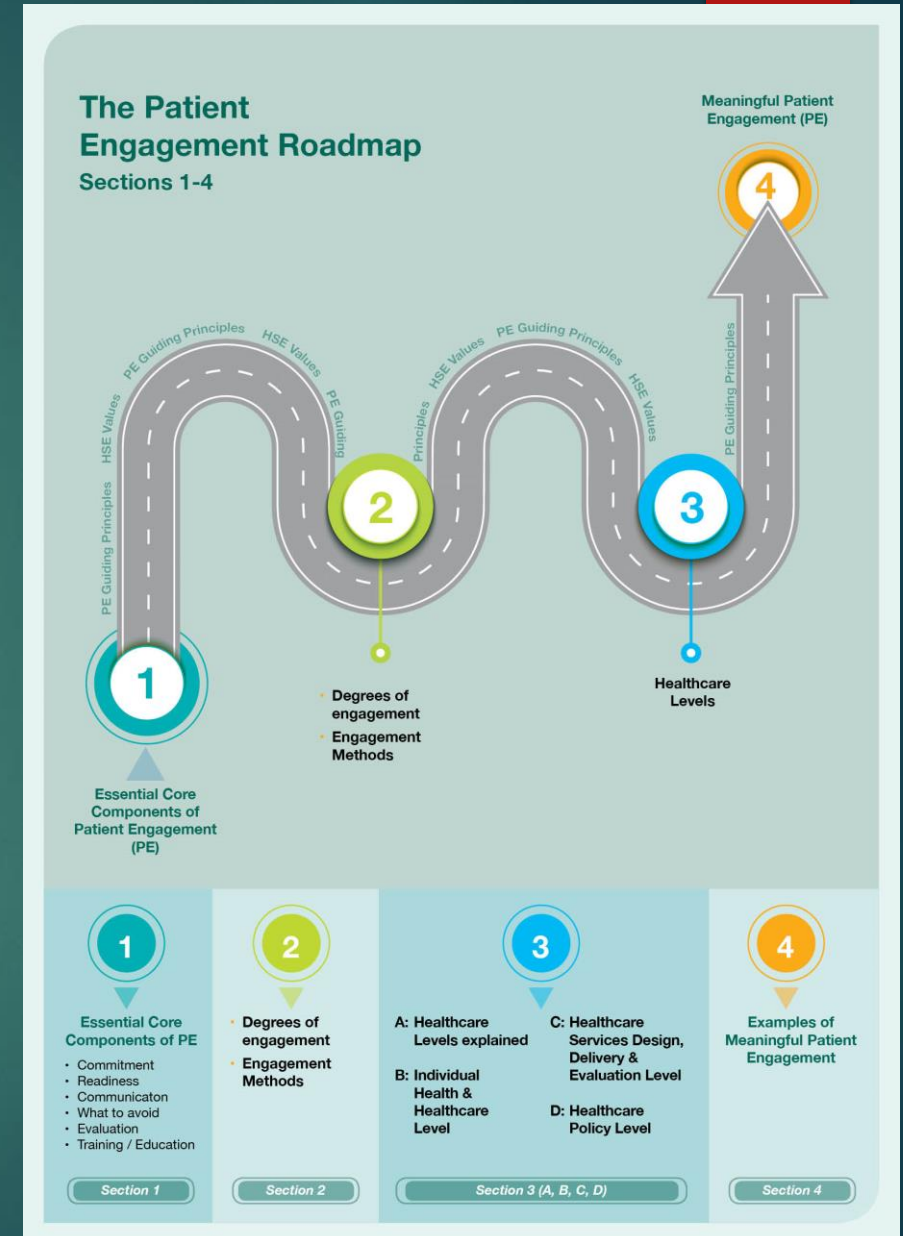 The Patient
Engagement Roadmap
Sections 1-4
Meaningful Patient
Engagement (PE)
4
PE Guiding Principles
HSE Values
PE Guiding Principles
HSE Values
PE Guiding
Principles
HSE Values
PE Guiding Principles
HSE Values
PE Guiding Principles
1
2
3
Essential Core
Components of
Patient Engagement
(PE)
• Degrees of
engagement
• Engagement
Methods
Healthcare
Levels
1
Essential Core
Components of PE
• Commitment
• Readiness
• Communicaton
• What to avoid
• Evaluation
• Training / Education
Section 1
2
• Degrees of
engagement
• Engagement
Methods
Section 2
3
A: Healthcare
Levels explained
B: Individual
Health &
Healthcare
Level
C: Healthcare
Services Design,
Delivery &
Evaluation Level
D: Healthcare
Policy Level
Section 3 (A, B, C, D)
4
Examples of
Meaningful Patient
Engagement
Section 4